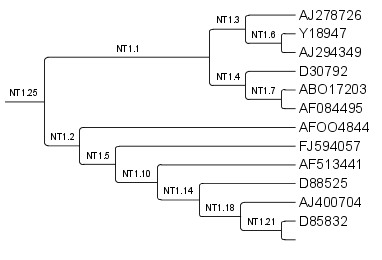 AJ278726
NT1.3
Y18947
NT1.6
AJ294349
NT1.1
D30792
NT1.4
ABO17203
NT1.7
AF084495
NT1.25
AFOO4844
NT1.2
FJ594057
NT1.5
AF513441
NT1.10
D88525
NT1.14
AJ400704
NT1.18
D85832
NT1.21